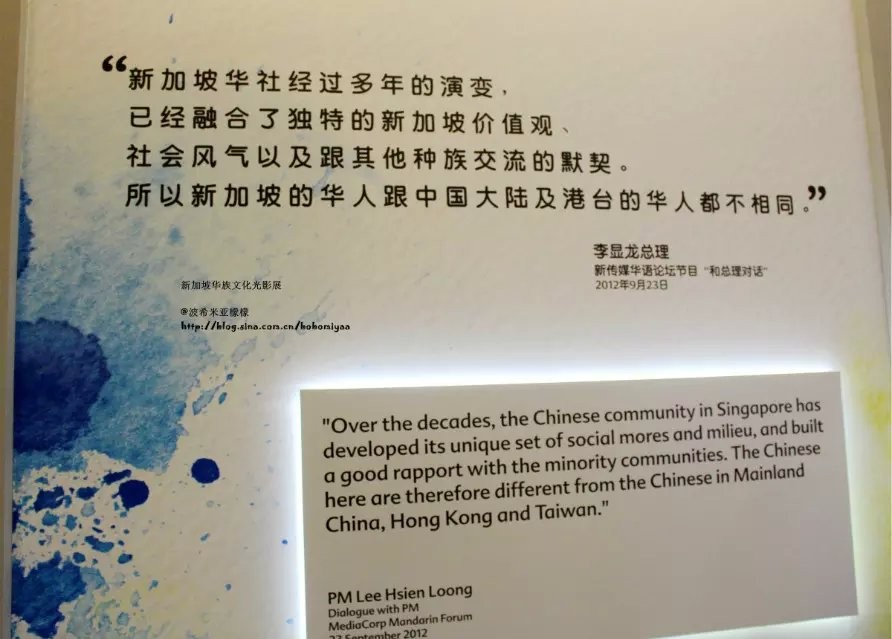 “新加坡华社经过多年的演变，
已经融合了独特的新加坡价值观、
社会风气以及跟其他种族交流的默契。
所以新加坡的华人跟中国大陆及港台的华人都不相同。”
李显龙总理
新传媒华语论坛节目“和总理对话”
2012年9月23日
新加坡华族文化光影展
@波希米亚檬檬
http://blog.sina.com.cn/bohomiyaa
"Over the decades, the Chinese community in Singapore has
developed its unique set of social mores and milieu, and built
a good rapport with the minority communities. The Chinese
here are therefore different from the Chinese in Mainland
China, Hong Kong and Taiwan."
PM Lee Hsien Loong
Dialogue with PM
MediaCorp Mandarin Forum
23 September 2012